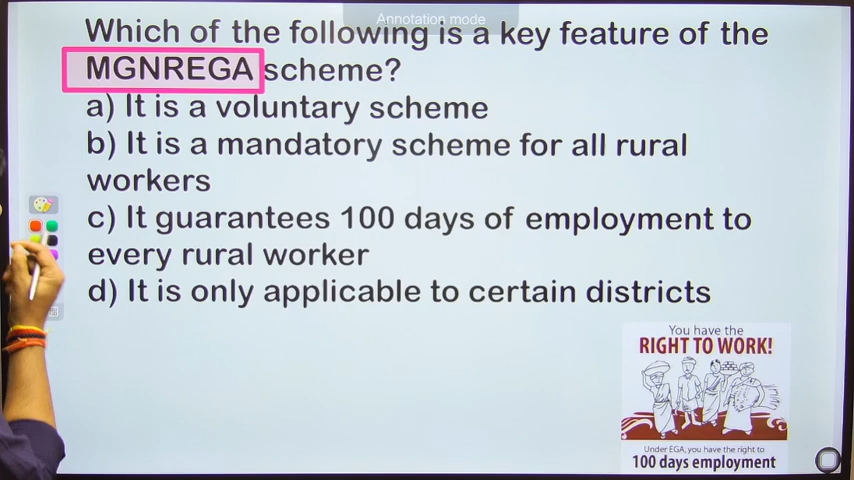 Annotation mode
Which of the following is a key feature of the
MGNREGA scheme?
a) It is a voluntary scheme
b) It is a mandatory scheme for all rural
workers
c) It guarantees 100 days of employment to
every rural worker
d) It is only applicable to certain districts
You have the
RIGHT TO WORK!
Under EGA, you have the right to
100 days employment